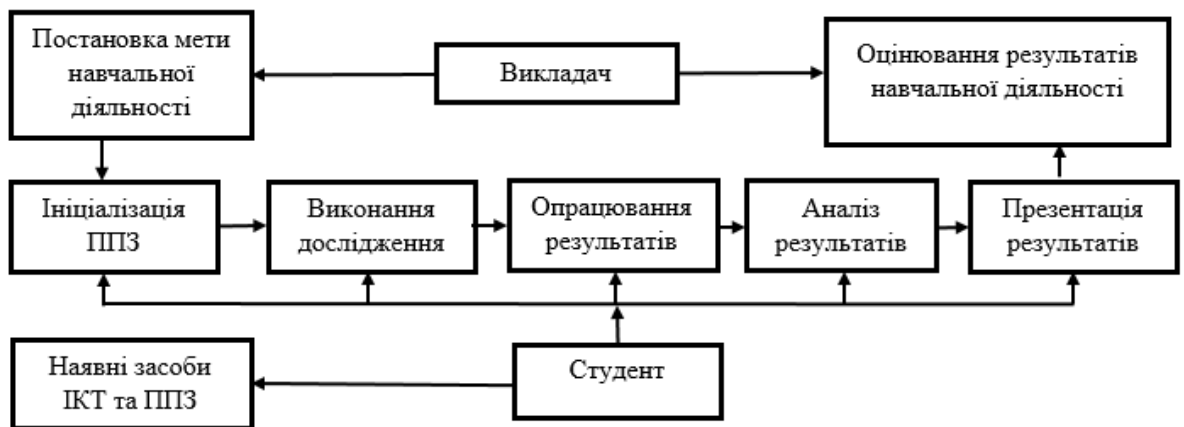 Постановка мети
навчальної
діяльності
Викладач
Оцінювання результатів
навчальної діяльності
Ініціалізація
ППЗ
Виконання
дослідження
Опрацювання
результатів
Аналіз
результатів
Презентація
результатів
Наявні засоби
ІКТ та ППЗ
Студент